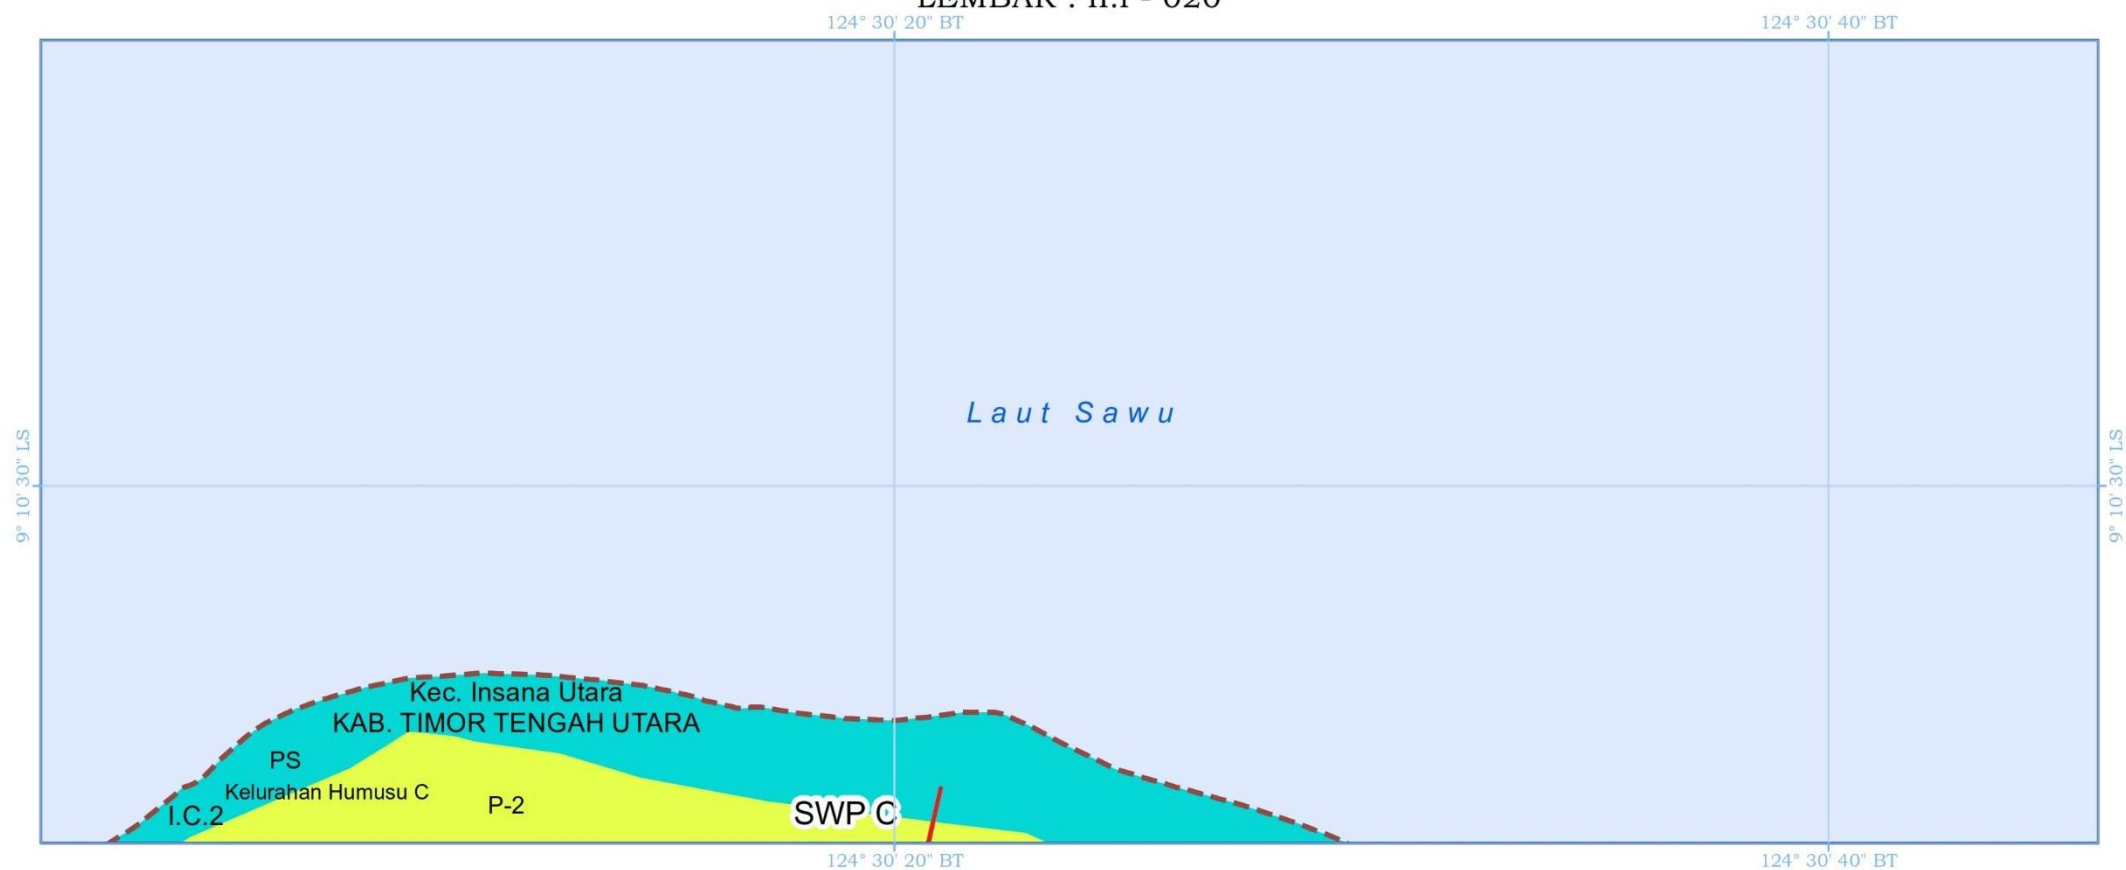 124° 30' 20" BT
124° 30' 40" BT
Laut Sawu
9° 10' 30" LS
9° 10' 30" LS
Kec. Insana Utara
KAB. TIMOR TENGAH UTARA
PS
Kelurahan Humusu C
P-2
I.C.2
SWP C
124° 30' 20" BT
124° 30' 40" BT